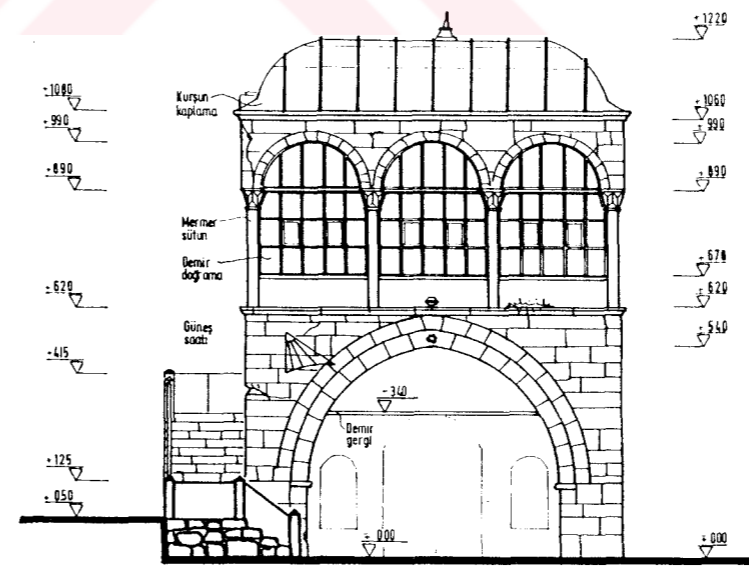 +1220
Kurşun
kaplama
+1080
+1060
+990
+990
+890
+890
Mermer
sütun
Demir
doğrama
+670
+620
+620
Güneş
saati
+540
+415
-340
Demir
gergi
+125
+050
+000
+000